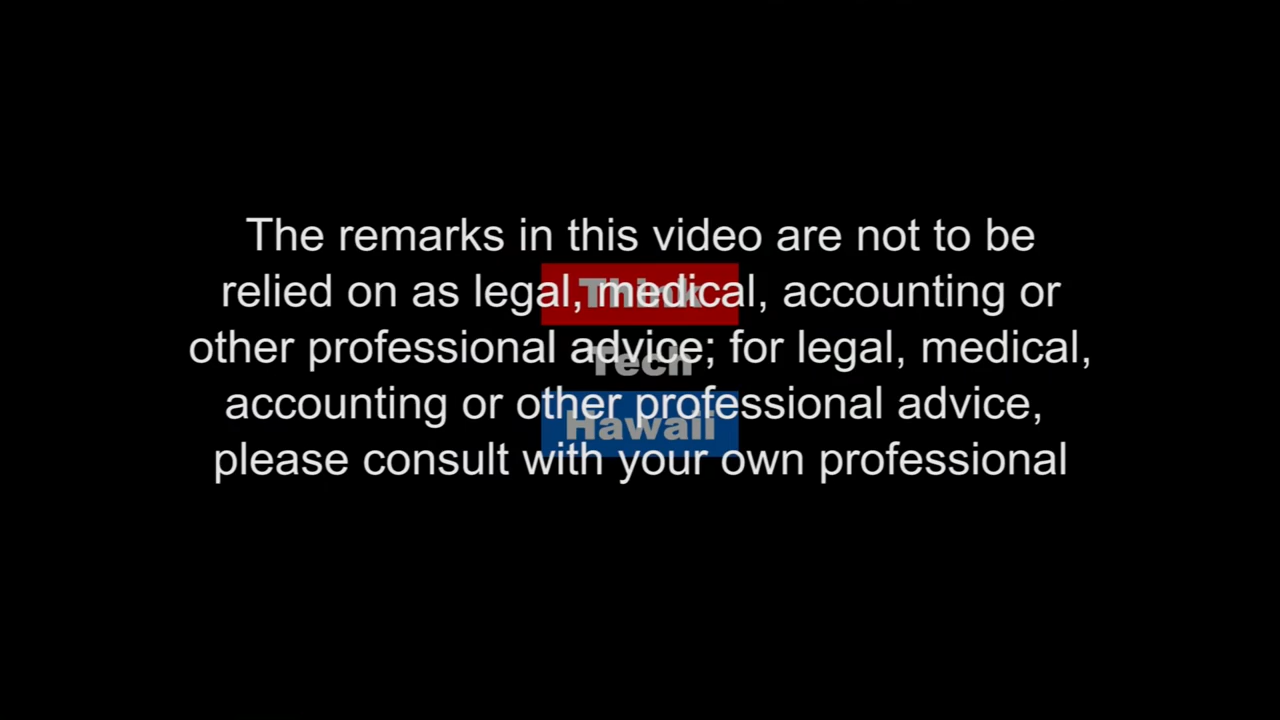 The remarks in this video are not to be
relied on as legal, medical, accounting or
other professional advice; for legal, medical,
accounting or other professional advice,
please consult with your own professional
Think
Tech
Hawaii